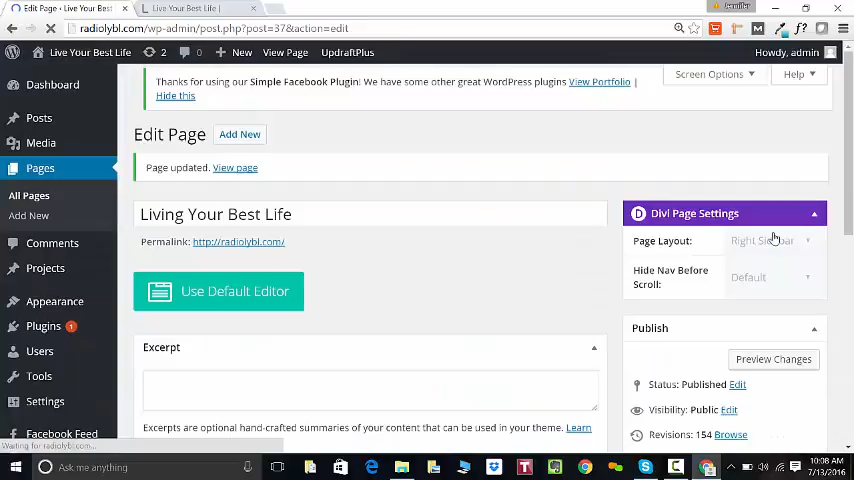 Edit Page ‹ Live Your Be
Live Your Best Life |
Jennifer
radiolybl.com/wp-admin/post.php?post=37&action=edit
Live Your Best Life
2
0
+ New
View Page
UpdraftPlus
Howdy, admin
Thanks for using our Simple Facebook Plugin! We have some other great WordPress plugins View Portfolio |
Hide this
Screen Options
Help
Dashboard
Posts
Media
Pages
All Pages
Add New
Comments
Projects
Appearance
Plugins 1
Users
Tools
Settings
Facebook Feed
Edit Page
Add New
Page updated. View page
Living Your Best Life
Permalink: http://radiolybl.com/
Use Default Editor
Excerpt
Excerpts are optional hand-crafted summaries of your content that can be used in your theme. Learn
D Divi Page Settings
Page Layout:
Right Sidebar
Hide Nav Before
Scroll:
Default
Publish
Preview Changes
Status: Published Edit
Visibility: Public Edit
Revisions: 154 Browse
Waiting for radiolybl.com...
Ask me anything
10:08 AM
7/13/2016